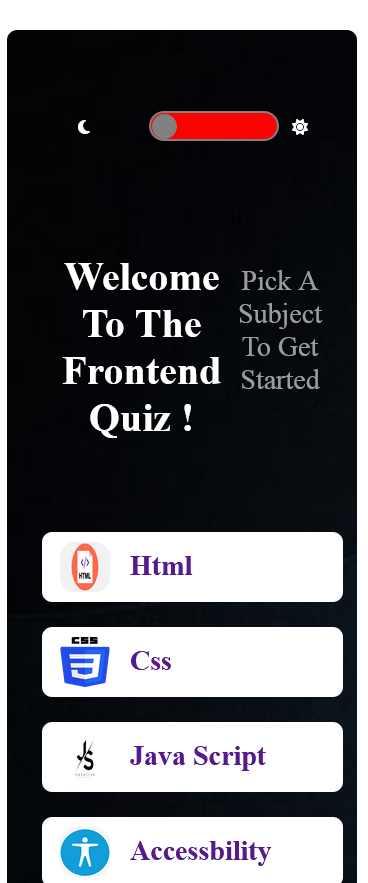 Welcome
To The
Frontend
Quiz !
Pick A
Subject
To Get
Started
HTML
Html
CSS
Css
JS
Java Script
Accessbility